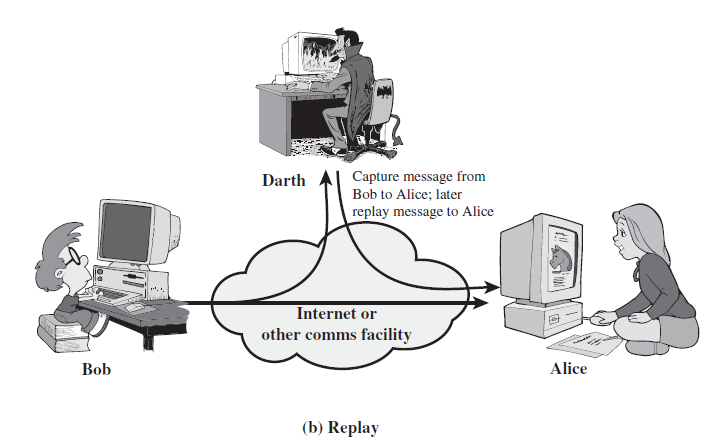 Darth
Capture message from
Bob to Alice; later
replay message to Alice
Internet or
other comms facility
Bob
Alice
(b) Replay